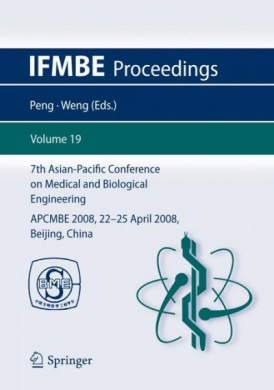 IFMBE Proceedings
Peng · Weng (Eds.)
Volume 19
7th Asian-Pacific Conference
on Medical and Biological
Engineering
APCMBE 2008, 22–25 April 2008,
Beijing, China
BME
Springer